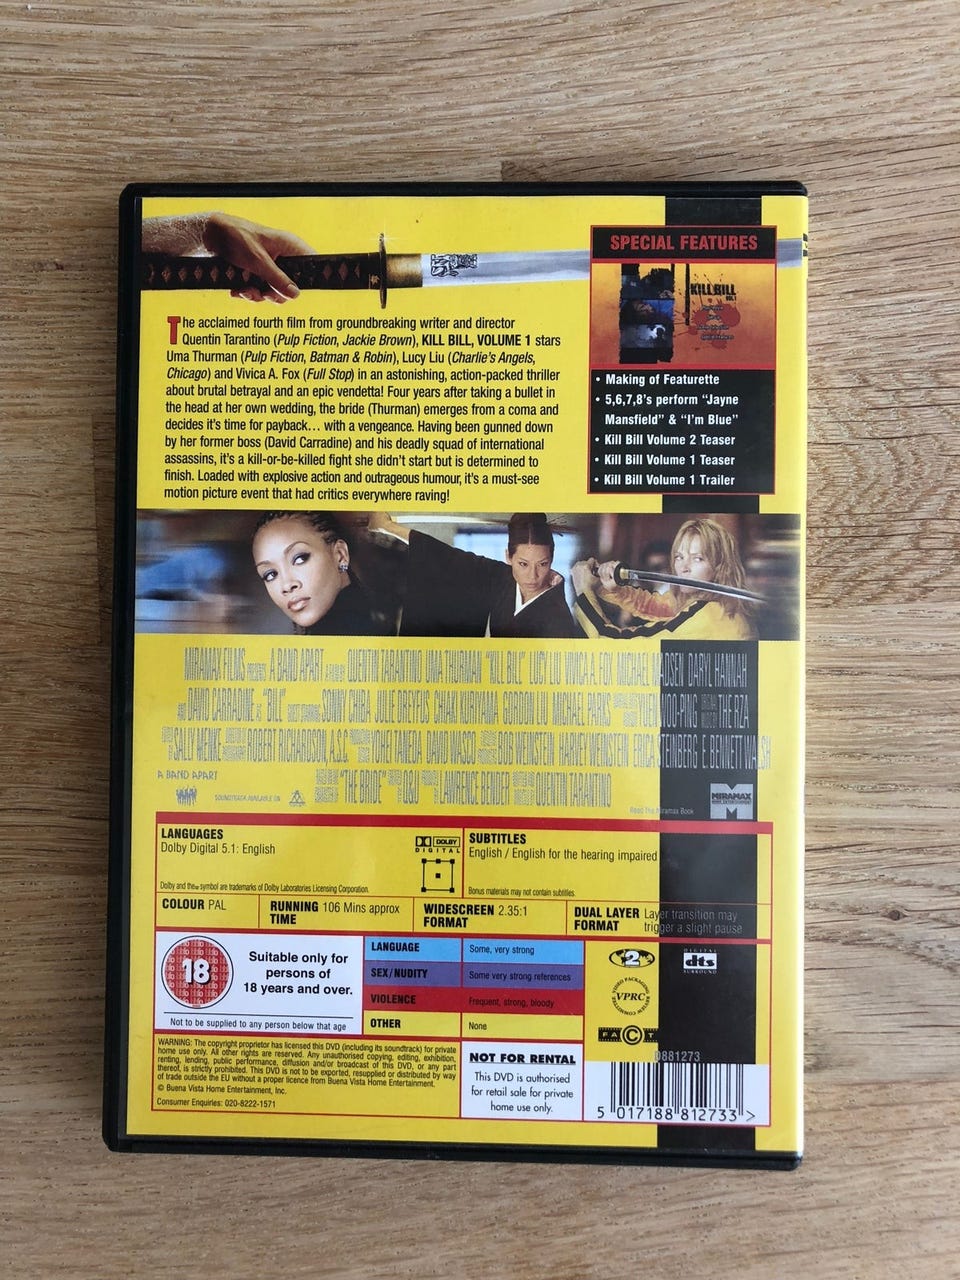 The acclaimed fourth film from groundbreaking writer and director
Quentin Tarantino (Pulp Fiction, Jackie Brown), KILL BILL, VOLUME 1 stars
Uma Thurman (Pulp Fiction, Batman & Robin), Lucy Liu (Charlie's Angels,
Chicago) and Vivica A. Fox (Full Stop) in an astonishing, action-packed thriller
about brutal betrayal and an epic vendetta! Four years after taking a bullet in
the head at her own wedding, the bride (Thurman) emerges from a coma and
decides it's time for payback... with a vengeance. Having been gunned down
by her former boss (David Carradine) and his deadly squad of international
assassins, it's a kill-or-be-killed fight she didn't start but is determined to
finish. Loaded with explosive action and outrageous humour, it's a must-see
motion picture event that had critics everywhere raving!
SPECIAL FEATURES
KILL BILL
VOL.1
• Making of Featurette
• 5,6,7,8's perform "Jayne
Mansfield" & "I'm Blue"
• Kill Bill Volume 2 Teaser
• Kill Bill Volume 1 Teaser
• Kill Bill Volume 1 Trailer
MIRAMAX FILMS A BAND APART QUENTIN TARANTINO UMA THURMAN "KILL BILL" LUCY LIU VIVICA A. FOX MICHAEL MADSEN DARYL HANNAH
AND DAVID CARRADINE AS "BILL" SONNY CHIBA JULIE DREYFUS CHIAKI KURIYAMA GORDON LIU MICHAEL PARKS YUEN WOO-PING THE RZA
SALLY MENKE ROBERT RICHARDSON, A.S.C. YOHEI TANEDA DAVID WASCO BOB WEINSTEIN HARVEY WEINSTEIN ERICA STEINBERG E. BENNETT WALSH
"THE BRIDE" Q&U LAWRENCE BENDER QUENTIN TARANTINO
A BAND APART
SOUNDTRACK AVAILABLE ON
Read The Miramax Book
MIRAMAX
HOME ENTERTAINMENT
LANGUAGES
Dolby Digital 5.1: English
DOLBY
DIGITAL
Dolby and the symbol are trademarks of Dolby Laboratories Licensing Corporation.
SUBTITLES
English / English for the hearing impaired
Bonus materials may not contain subtitles.
COLOUR PAL
RUNNING TIME 106 Mins approx
WIDESCREEN FORMAT 2.35:1
DUAL LAYER FORMAT Layer transition may
trigger a slight pause
18
Suitable only for
persons of
18 years and over.
Not to be supplied to any person below that age
LANGUAGE Some, very strong
SEX/NUDITY Some very strong references
VIOLENCE Frequent, strong, bloody
OTHER None
2
DIGITAL
dts
SURROUND
VIDEO PACKAGING REVIEW COMMITTEE
VPRC
FACT
WARNING: The copyright proprietor has licensed this DVD (including its soundtrack) for private
home use only. All other rights are reserved. Any unauthorised copying, editing, exhibition,
renting, lending, public performance, diffusion and/or broadcast of this DVD, or any part
thereof, is strictly prohibited. This DVD is not to be exported, resupplied or distributed by way
of trade outside the EU without a proper licence from Buena Vista Home Entertainment.
© Buena Vista Home Entertainment, Inc.
Consumer Enquiries: 020-8222-1571
NOT FOR RENTAL
This DVD is authorised
for retail sale for private
home use only.
D881273
5 017188 812733 >